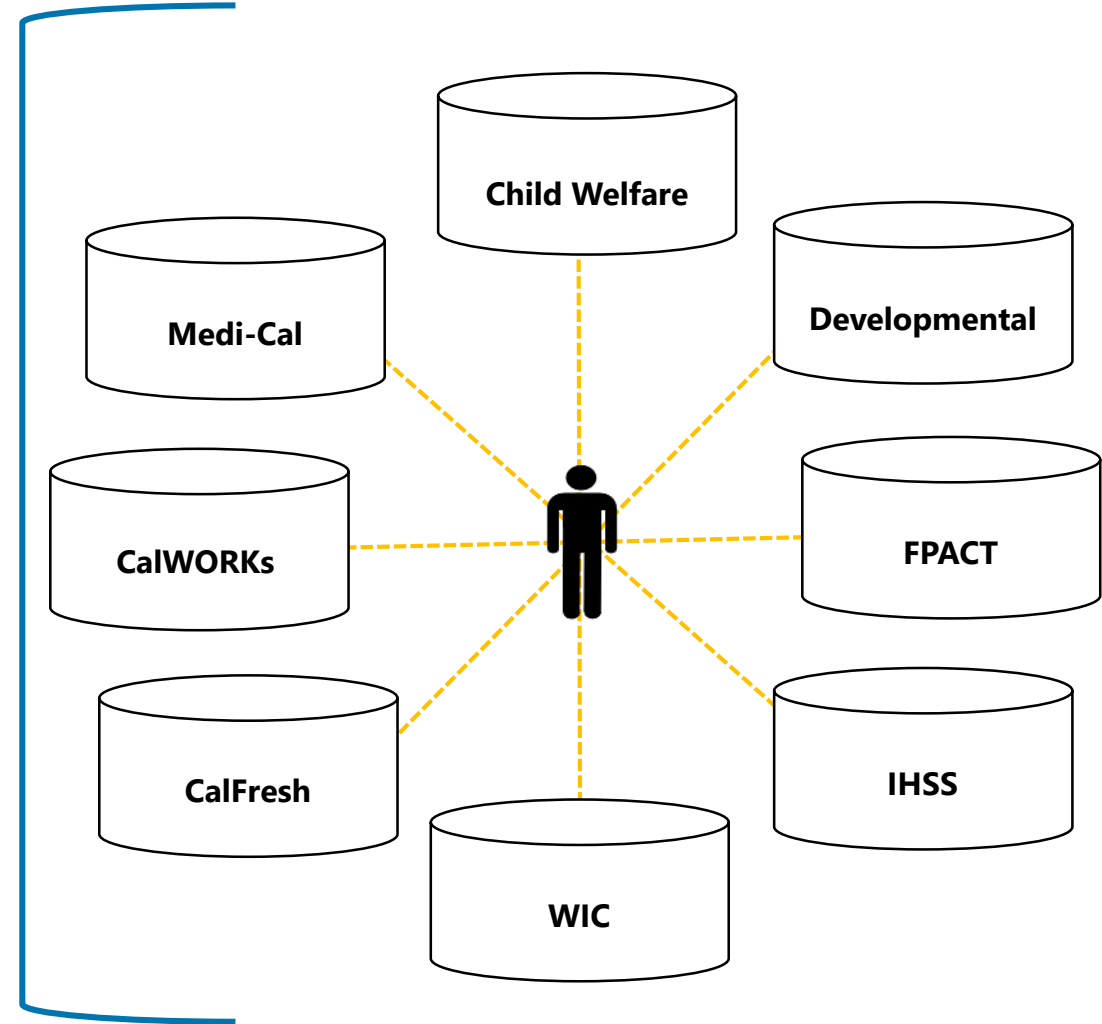 Child Welfare
Medi-Cal
Developmental
CalWORKs
FPACT
CalFresh
IHSS
WIC